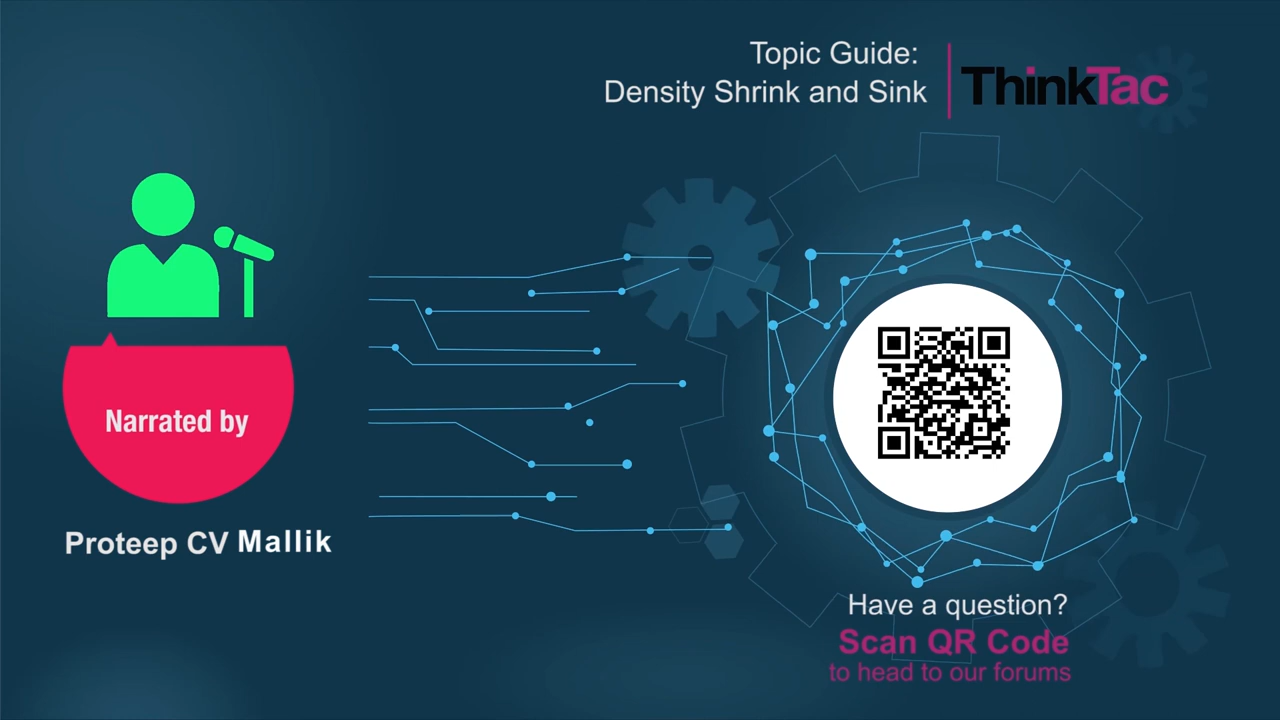 Topic Guide:
Density Shrink and Sink
ThinkTac
Narrated by
Proteep CV Mallik
Have a question?
Scan QR Code
to head to our forums